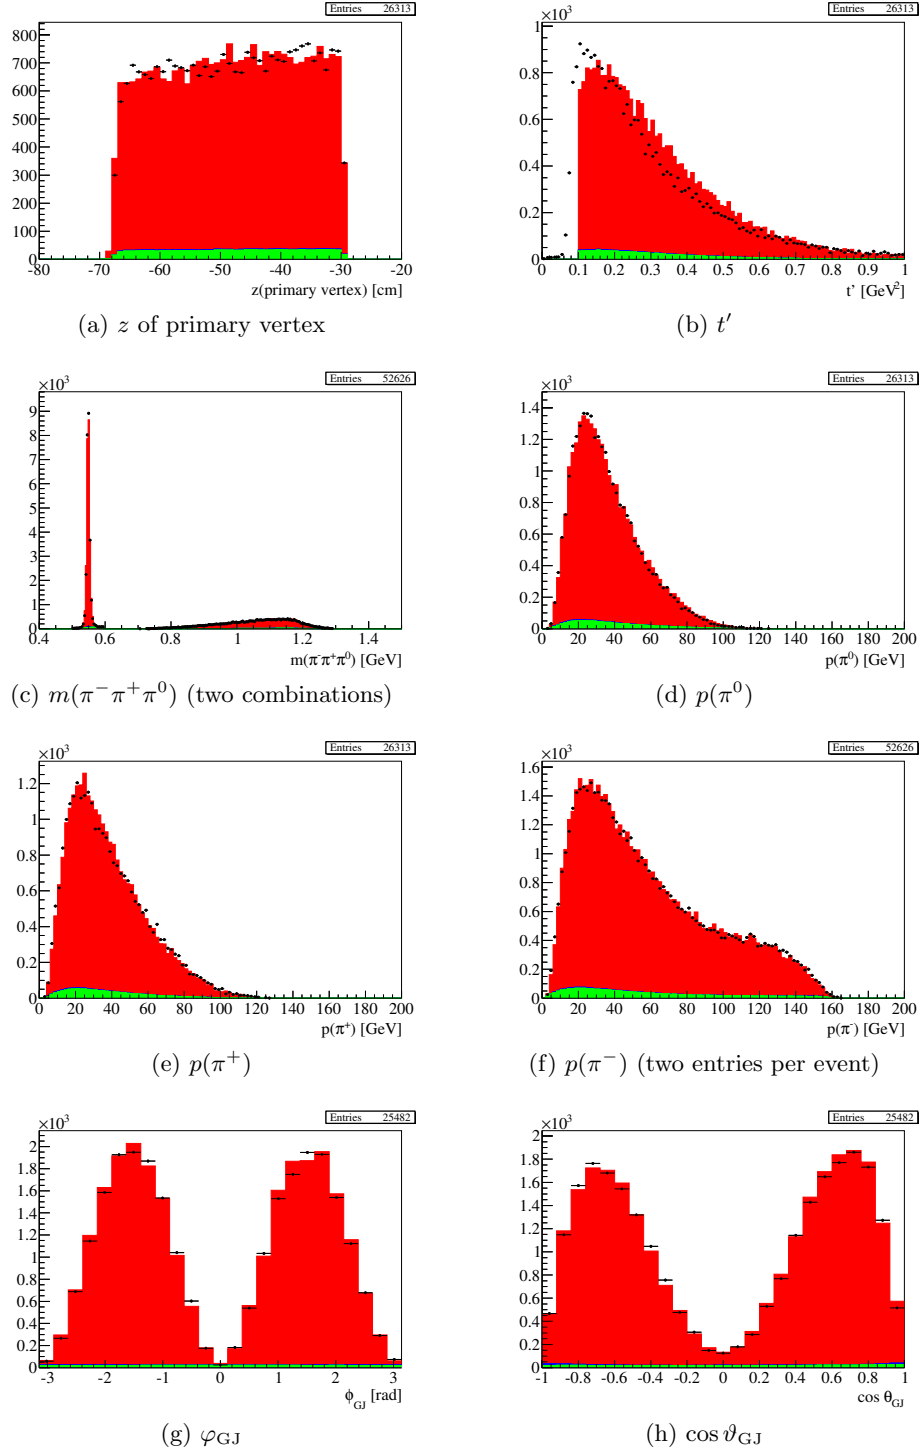 Entries 26313
800
700
600
500
400
300
200
100
0
-80 -70 -60 -50 -40 -30 -20
z(primary vertex) [cm]
(a) z of primary vertex
Entries 26313
×10³
1
0.8
0.6
0.4
0.2
0
0 0.1 0.2 0.3 0.4 0.5 0.6 0.7 0.8 0.9 1
t' [GeV²]
(b) t′
Entries 52626
×10³
9
8
7
6
5
4
3
2
1
0
0.4 0.6 0.8 1 1.2 1.4
m(π⁻π⁺π⁰) [GeV]
(c) m(π⁻π⁺π⁰) (two combinations)
Entries 26313
×10³
1.4
1.2
1
0.8
0.6
0.4
0.2
0
0 20 40 60 80 100 120 140 160 180 200
p(π⁰) [GeV]
(d) p(π⁰)
Entries 26313
×10³
1.2
1
0.8
0.6
0.4
0.2
0
0 20 40 60 80 100 120 140 160 180 200
p(π⁺) [GeV]
(e) p(π⁺)
Entries 52626
×10³
1.6
1.4
1.2
1
0.8
0.6
0.4
0.2
0
0 20 40 60 80 100 120 140 160 180 200
p(π⁻) [GeV]
(f) p(π⁻) (two entries per event)
Entries 25482
×10³
2
1.8
1.6
1.4
1.2
1
0.8
0.6
0.4
0.2
0
-3 -2 -1 0 1 2 3
ϕ_GJ [rad]
(g) φ_GJ
Entries 25482
×10³
2
1.8
1.6
1.4
1.2
1
0.8
0.6
0.4
0.2
0
-1 -0.8 -0.6 -0.4 -0.2 0 0.2 0.4 0.6 0.8 1
cos θ_GJ
(h) cos ϑ_GJ